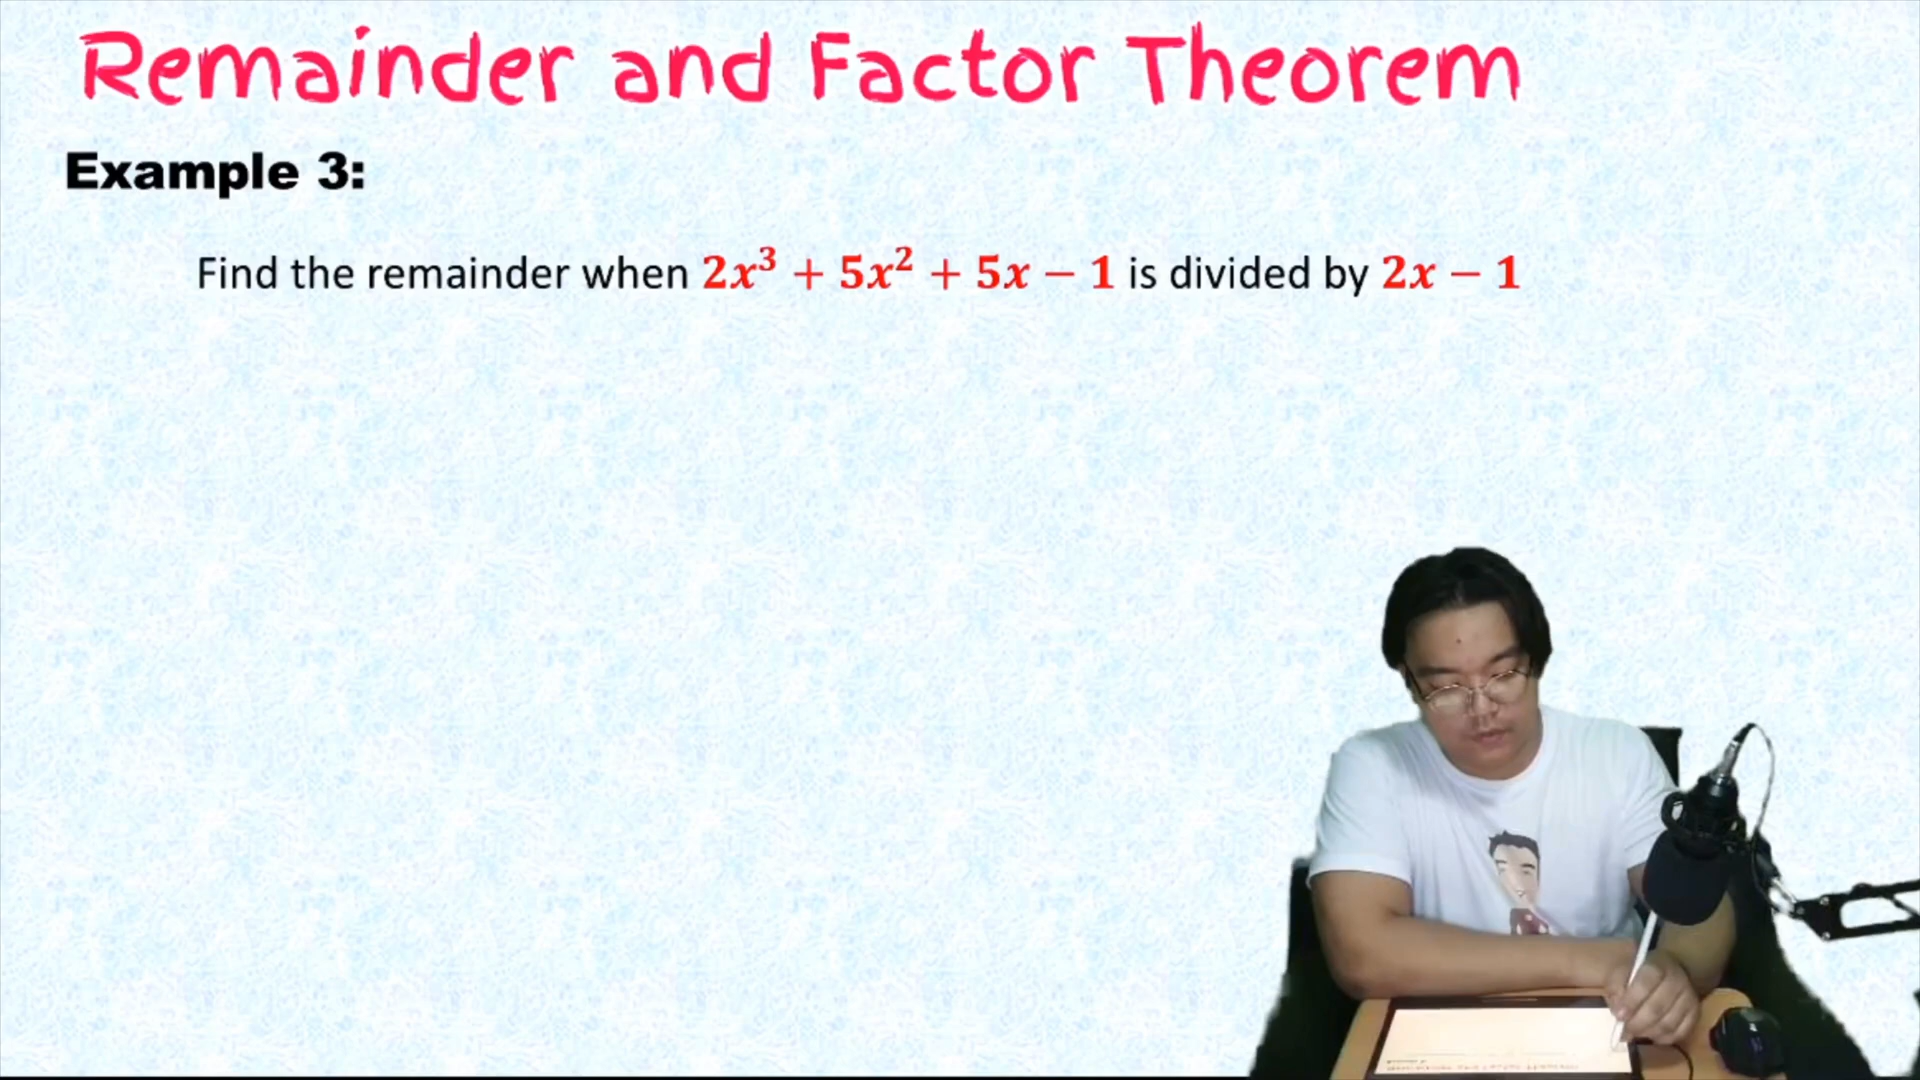 Remainder and Factor Theorem
Example 3:
Find the remainder when 2x³ + 5x² + 5x − 1 is divided by 2x − 1